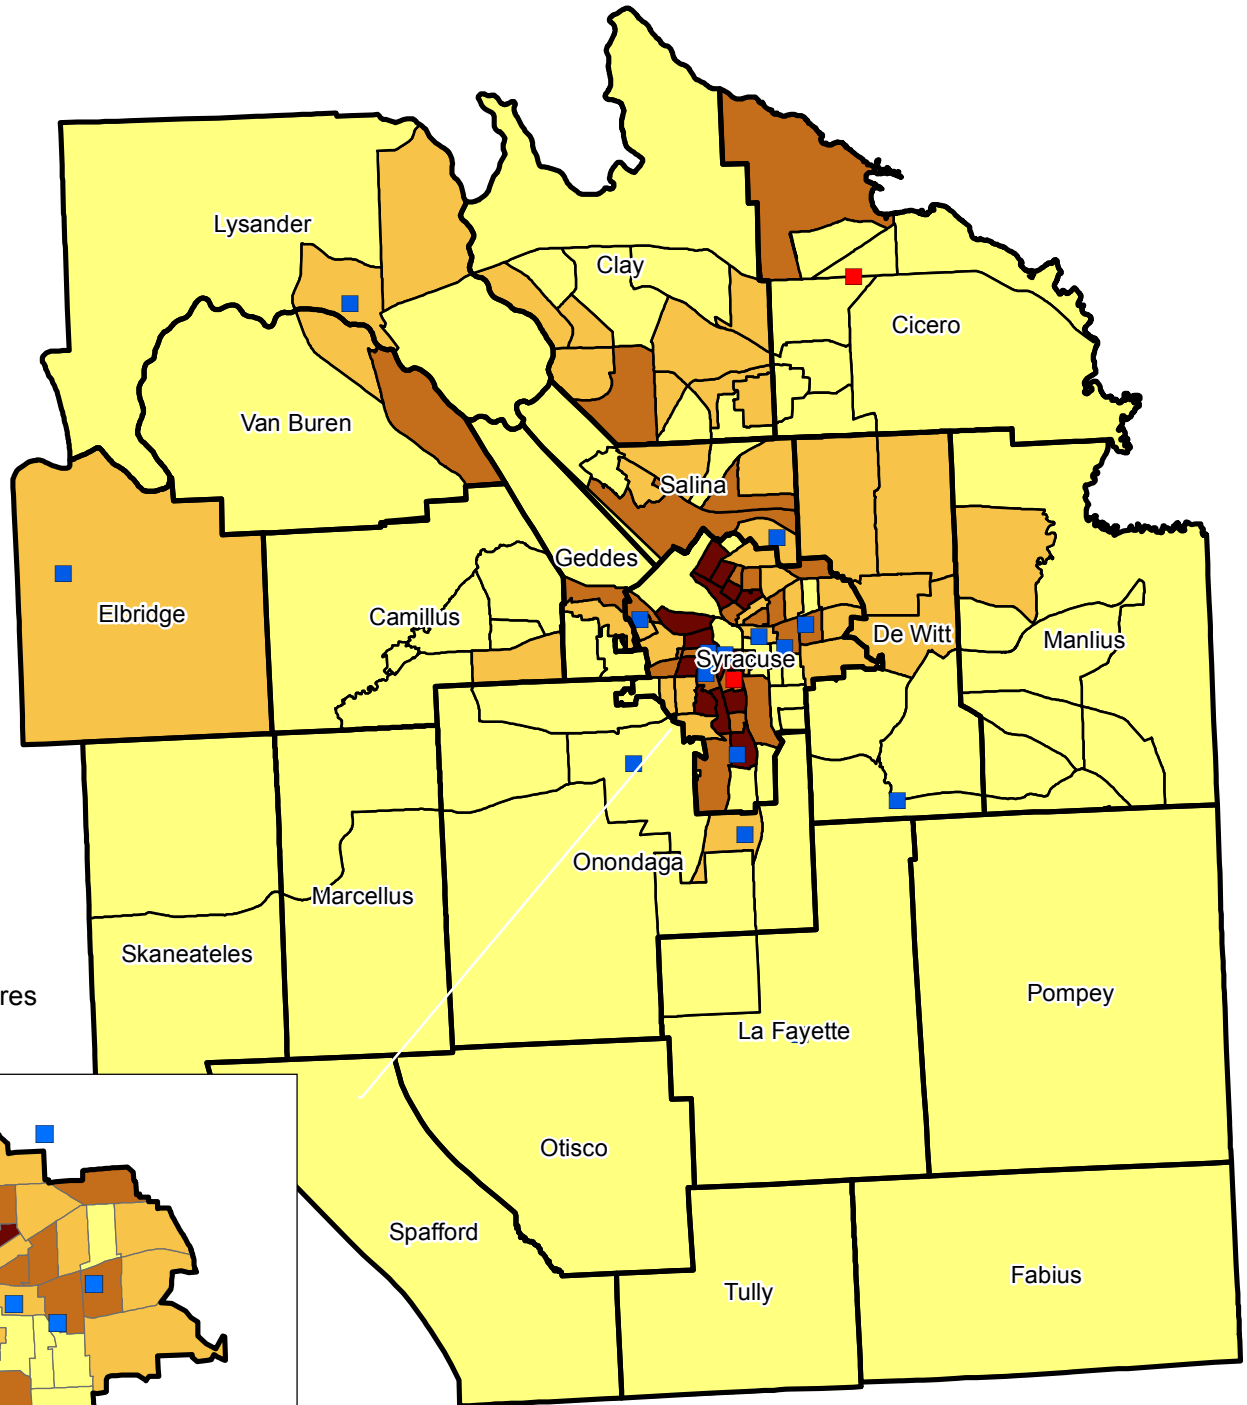 Lysander
Clay
Cicero
Van Buren
Salina
Geddes
Elbridge
Camillus
De Witt
Manlius
Syracuse
Onondaga
Marcellus
Skaneateles
Pompey
res
La Fayette
Otisco
Spafford
Fabius
Tully